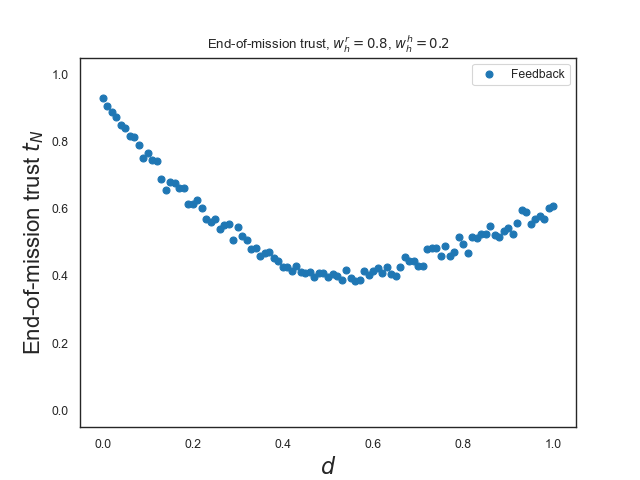 End-of-mission trust, $w_h^r = 0.8$, $w_h^h = 0.2$
Feedback
End-of-mission trust $t_N$
1.0
0.8
0.6
0.4
0.2
0.0
0.0 0.2 0.4 0.6 0.8 1.0
d